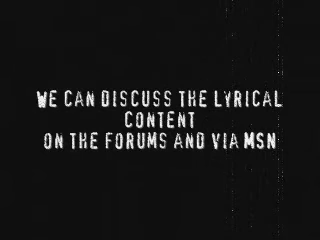 WE CAN DISCUSS THE LYRICAL
CONTENT
ON THE FORUMS AND VIA MSN